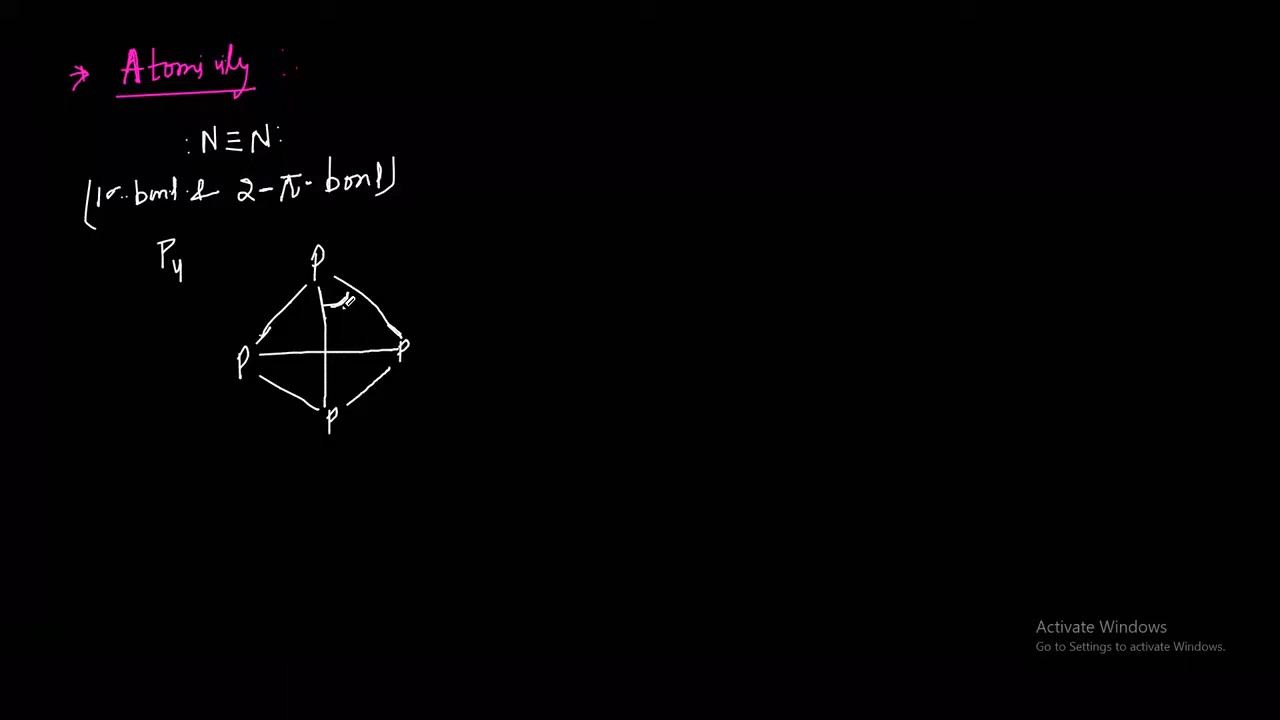 → Atomicity :
:N≡N:
(1σ-bond & 2-π-bond)
P₄
P
P P
P
Activate Windows
Go to Settings to activate Windows.